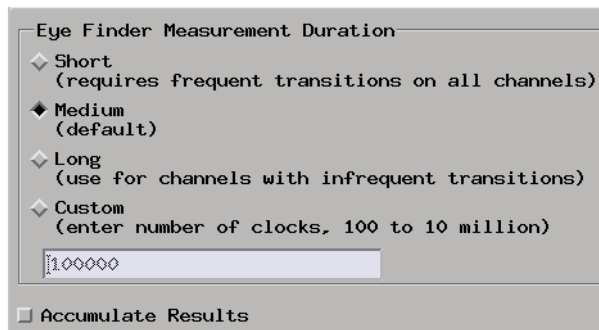 Eye Finder Measurement Duration
Short
(requires frequent transitions on all channels)
Medium
(default)
Long
(use for channels with infrequent transitions)
Custom
(enter number of clocks, 100 to 10 million)
100000
Accumulate Results